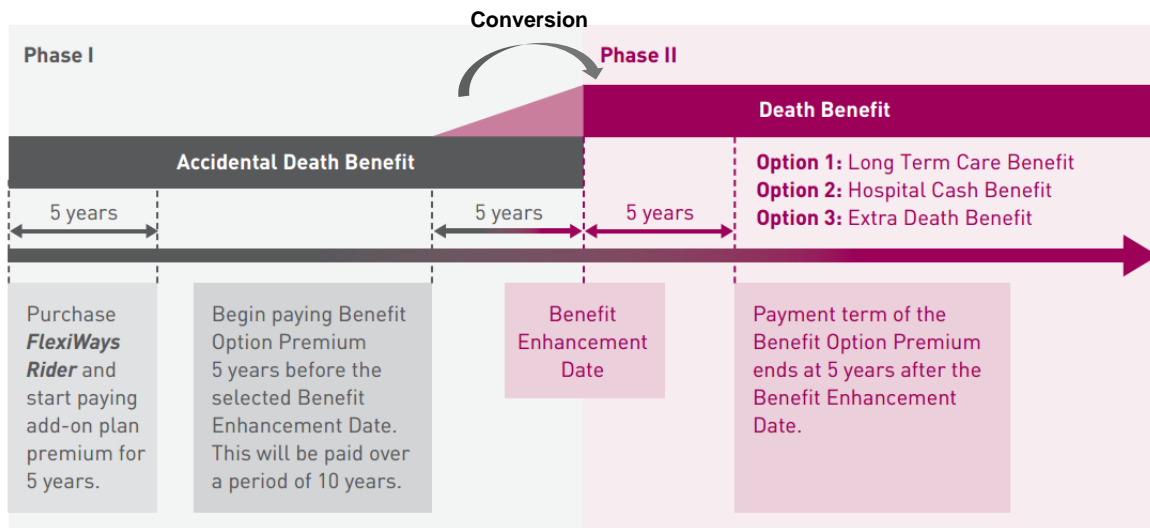 Conversion
Phase I
Phase II
Death Benefit
Accidental Death Benefit
Option 1: Long Term Care Benefit
Option 2: Hospital Cash Benefit
Option 3: Extra Death Benefit
5 years
5 years
5 years
Purchase
FlexiWays
Rider and
start paying
add-on plan
premium for
5 years.
Begin paying Benefit
Option Premium
5 years before the
selected Benefit
Enhancement Date.
This will be paid over
a period of 10 years.
Benefit
Enhancement
Date
Payment term of the
Benefit Option Premium
ends at 5 years after the
Benefit Enhancement
Date.